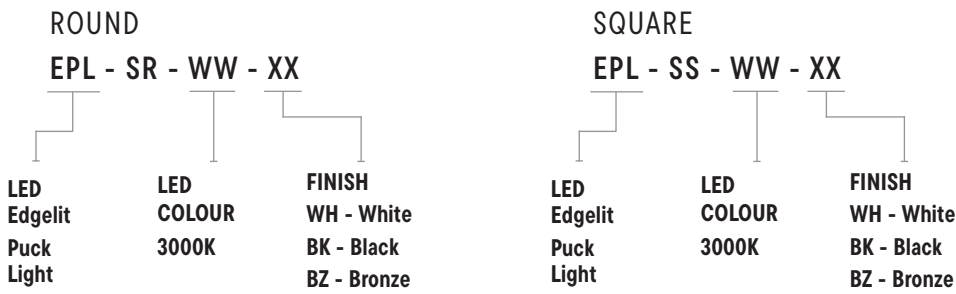 ROUND
EPL - SR - WW - XX
LED
Edgelit
Puck
Light
LED
COLOUR
3000K
FINISH
WH - White
BK - Black
BZ - Bronze
SQUARE
EPL - SS - WW - XX
LED
Edgelit
Puck
Light
LED
COLOUR
3000K
FINISH
WH - White
BK - Black
BZ - Bronze